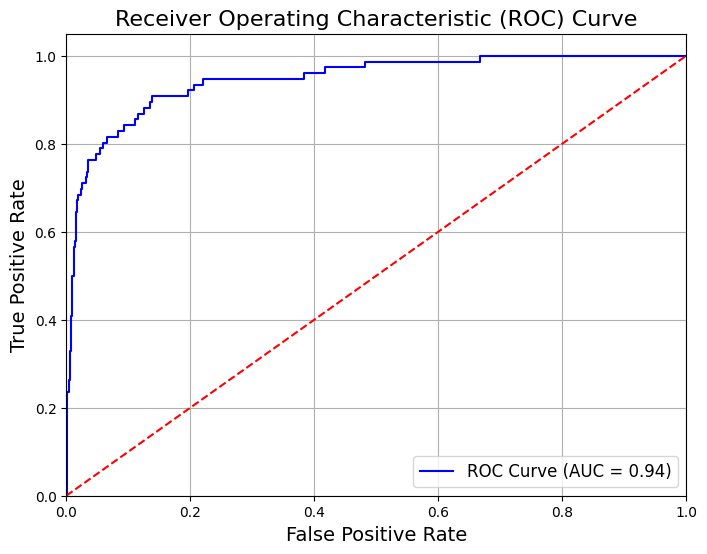 Receiver Operating Characteristic (ROC) Curve
1.0
0.8
0.6
0.4
0.2
0.0
True Positive Rate
ROC Curve (AUC = 0.94)
0.0 0.2 0.4 0.6 0.8 1.0
False Positive Rate